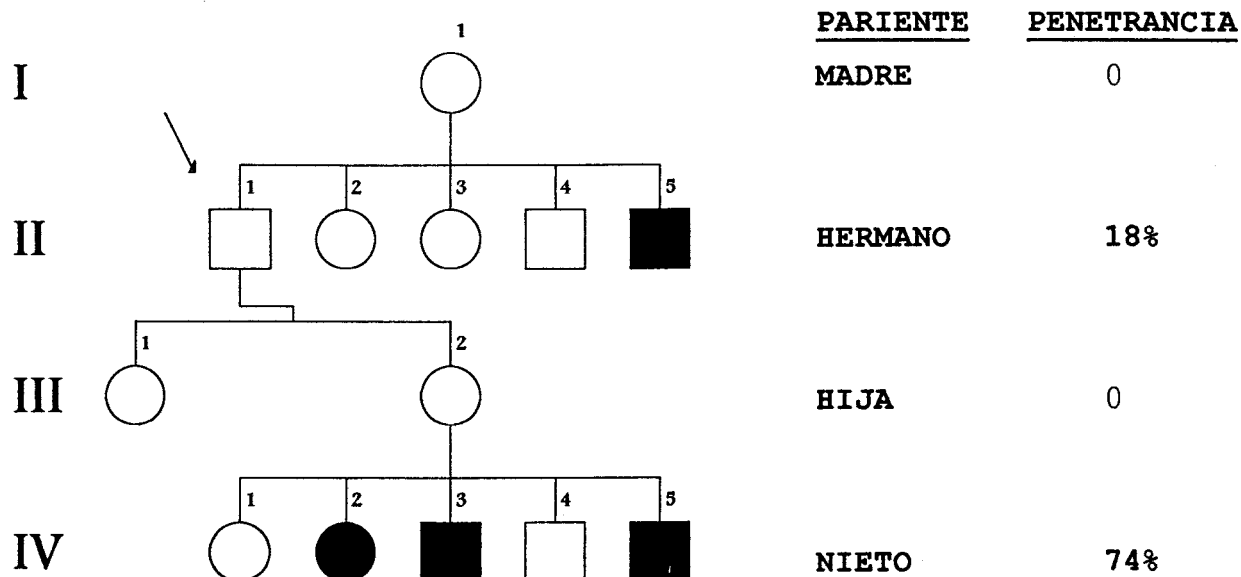 PARIENTE PENETRANCIA
1
I MADRE 0
1 2 3 4 5
II HERMANO 18%
1 2
III HIJA 0
1 2 3 4 5
IV NIETO 74%